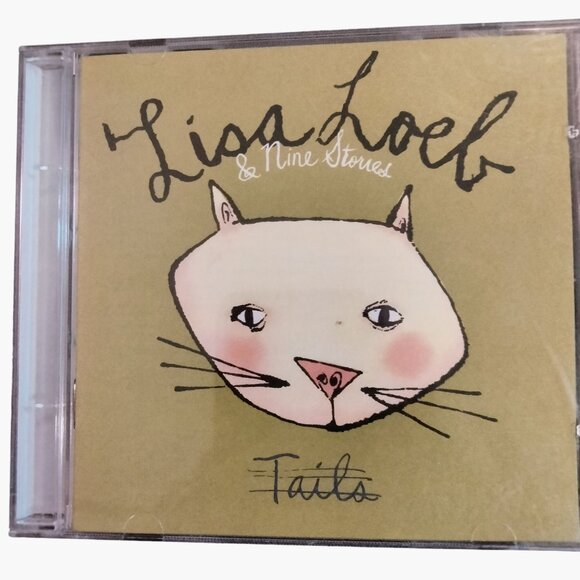 Lisa Loeb
& Nine Stories
Tails